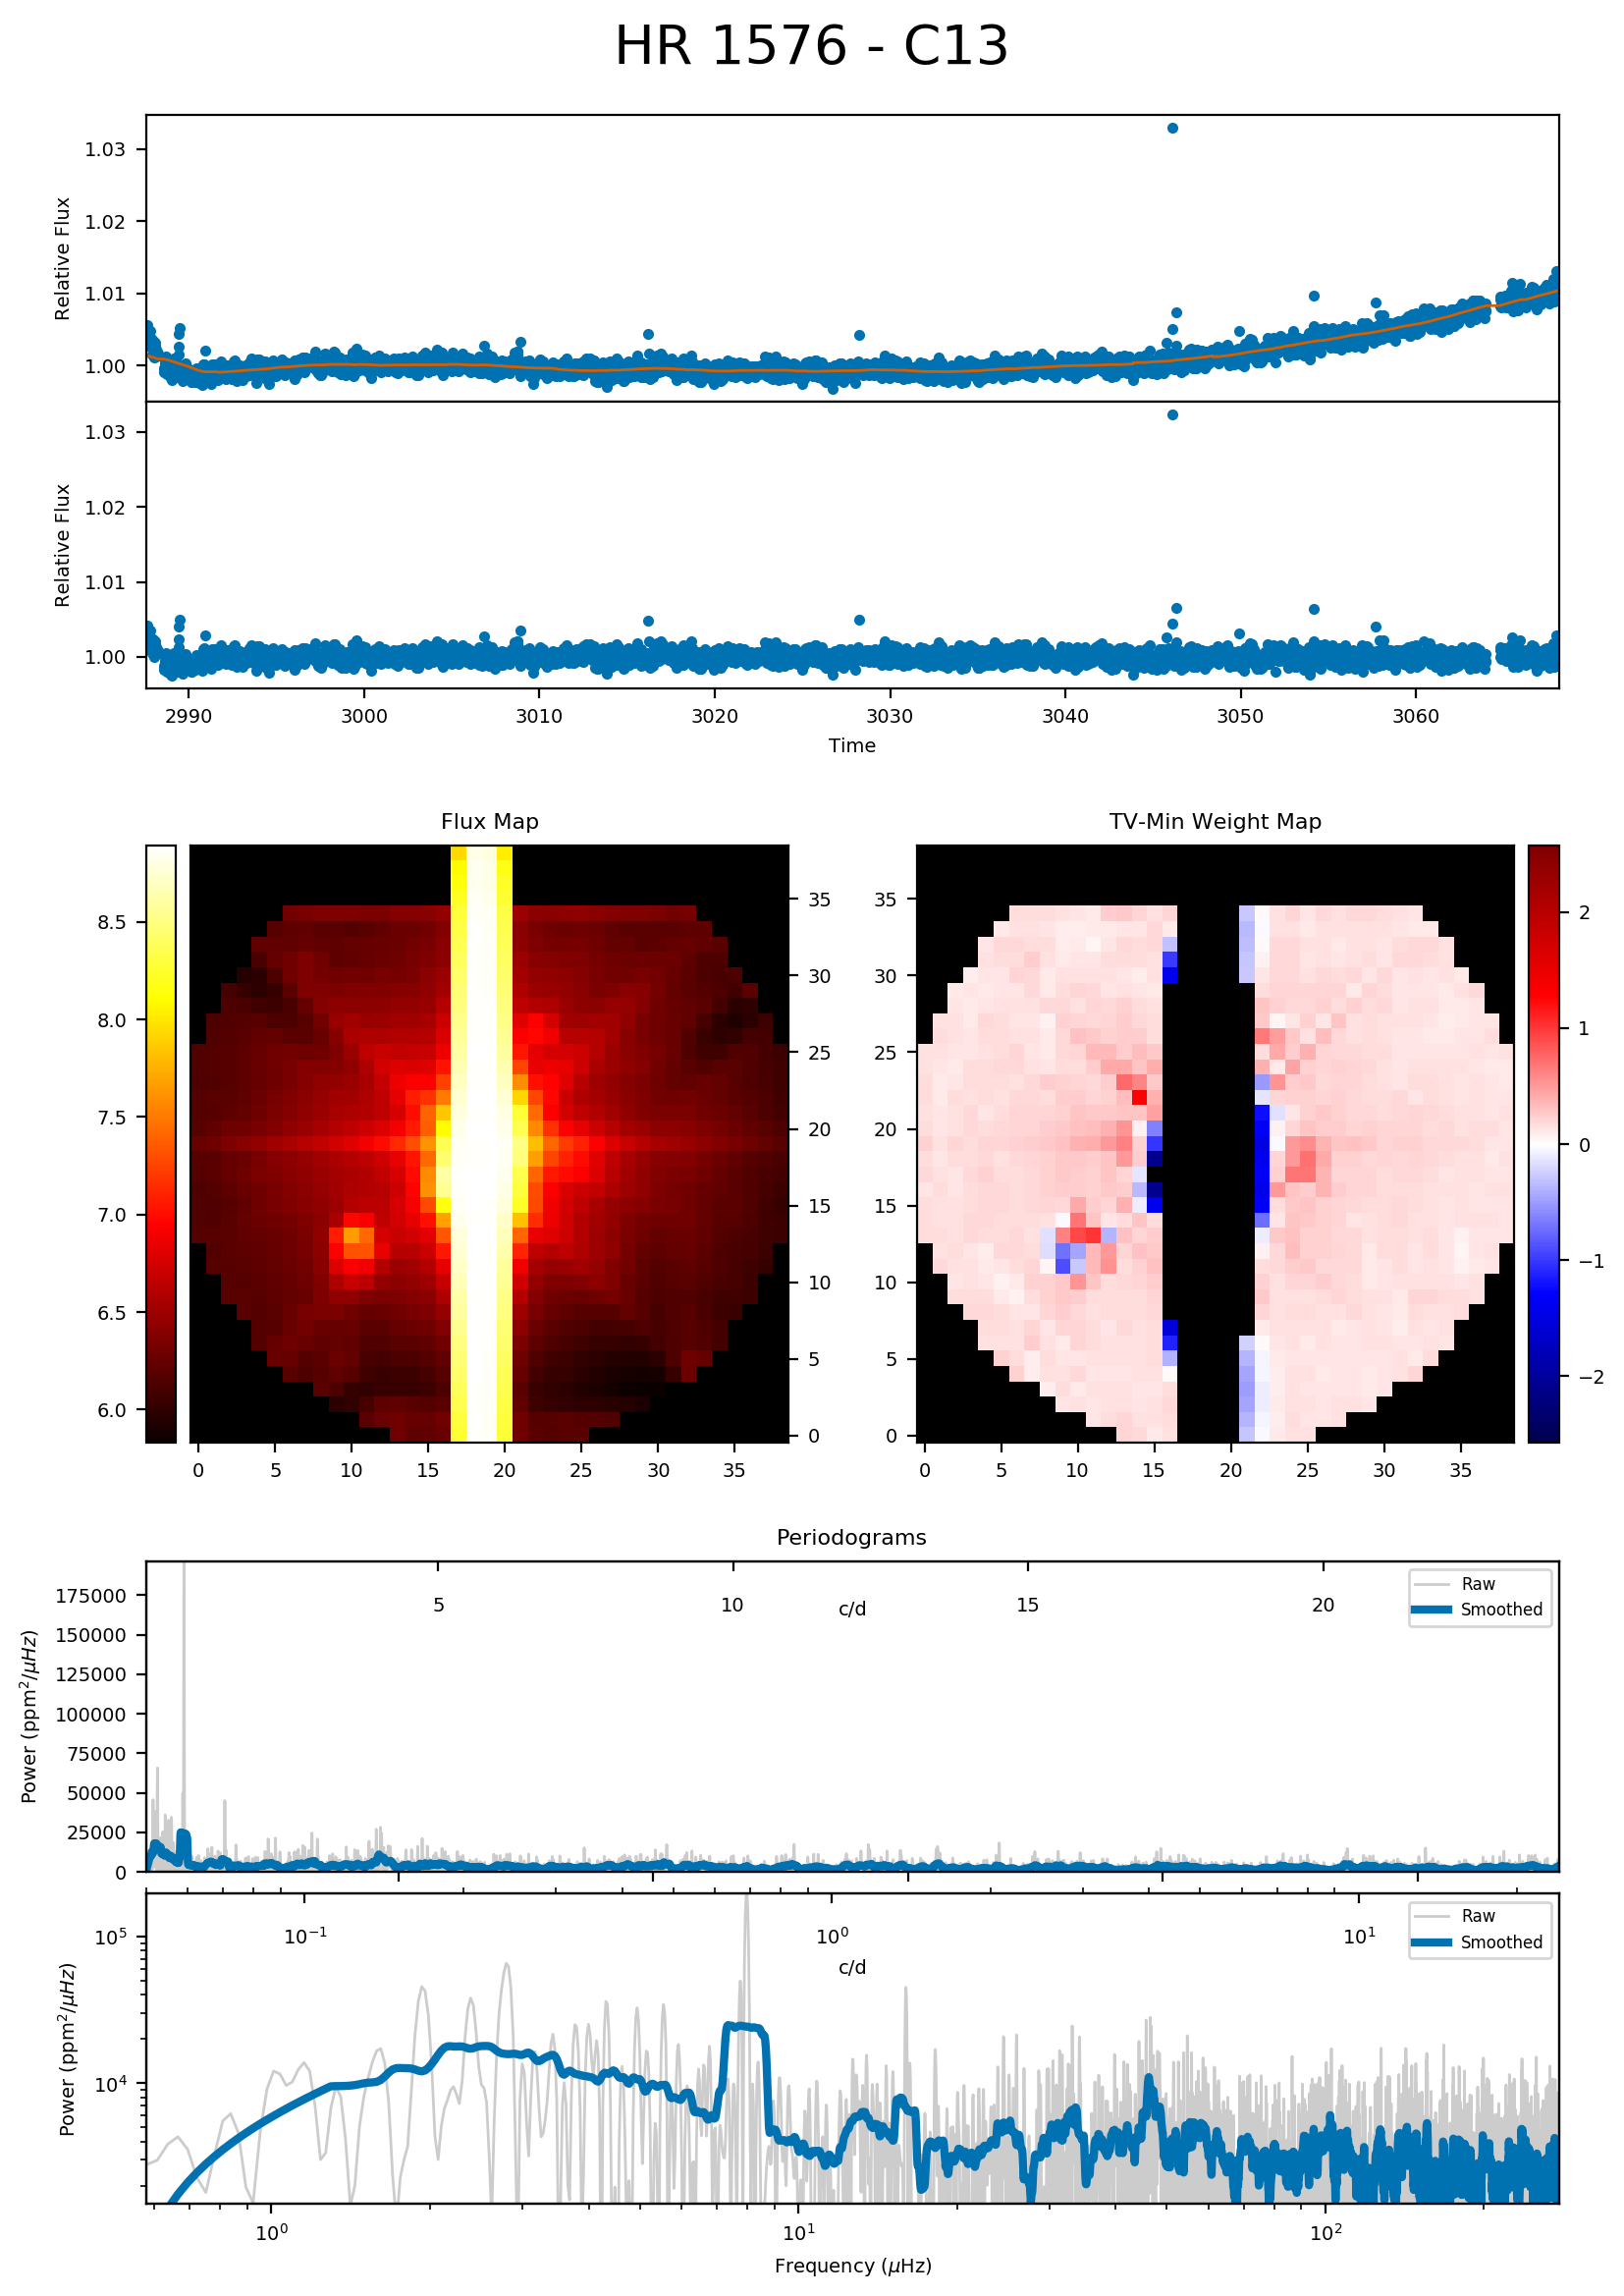 HR 1576 - C13
1.03
1.02
1.01
1.00
Relative Flux
1.03
1.02
1.01
1.00
Relative Flux
2990 3000 3010 3020 3030 3040 3050 3060
Time
Flux Map
8.5
8.0
7.5
7.0
6.5
6.0
35
30
25
20
15
10
5
0
0 5 10 15 20 25 30 35
TV-Min Weight Map
35
30
25
20
15
10
5
0
2
1
0
−1
−2
0 5 10 15 20 25 30 35
Periodograms
175000
150000
125000
100000
75000
50000
25000
0
Power (ppm²/μHz)
5 10 15 20
c/d
Raw
Smoothed
10⁵
10⁴
Power (ppm²/μHz)
10⁻¹ 10⁰ 10¹
c/d
Raw
Smoothed
10⁰ 10¹ 10²
Frequency (μHz)